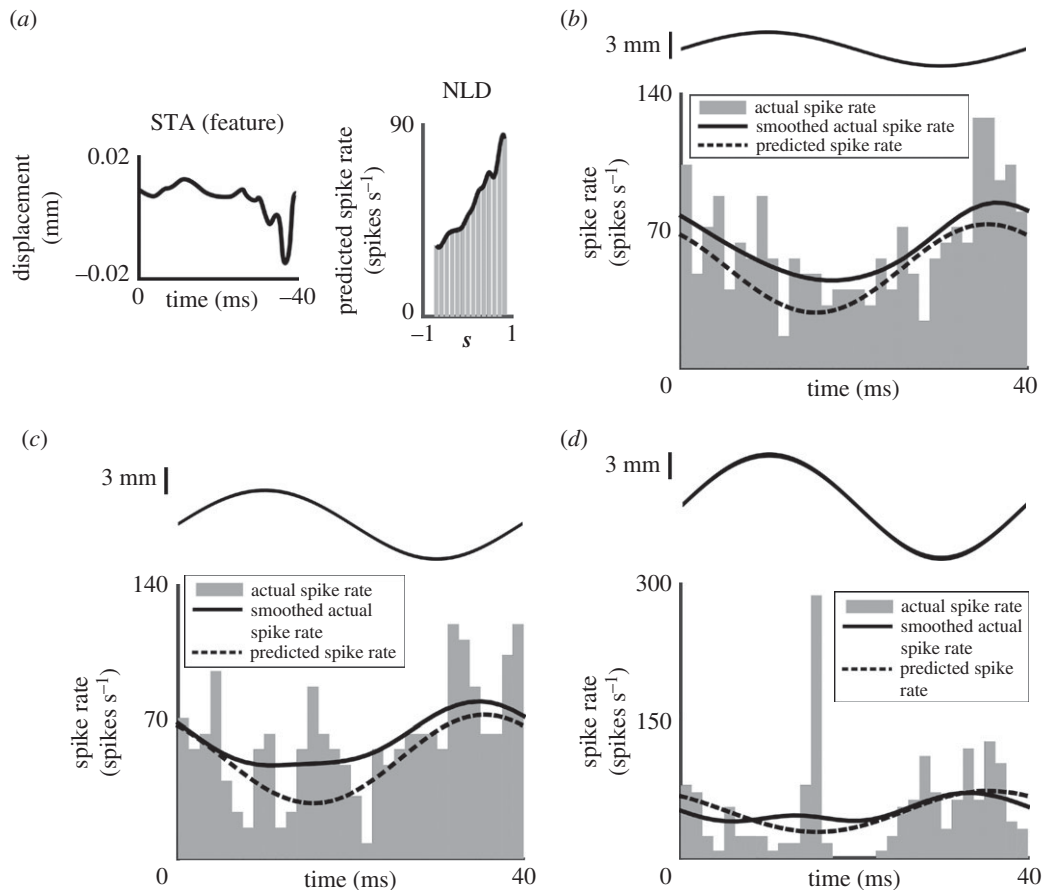 (a)
STA (feature)
0.02
displacement
(mm)
–0.02
0
time (ms)
–40
NLD
90
predicted spike rate
(spikes s–1)
0
–1
s
1
(b)
3 mm
140
actual spike rate
smoothed actual spike rate
predicted spike rate
spike rate
(spikes s–1)
70
0
time (ms)
40
(c)
3 mm
140
actual spike rate
smoothed actual
spike rate
predicted spike rate
spike rate
(spikes s–1)
70
0
time (ms)
40
(d)
3 mm
300
actual spike rate
smoothed actual
spike rate
predicted spike
rate
spike rate
(spikes s–1)
150
0
time (ms)
40